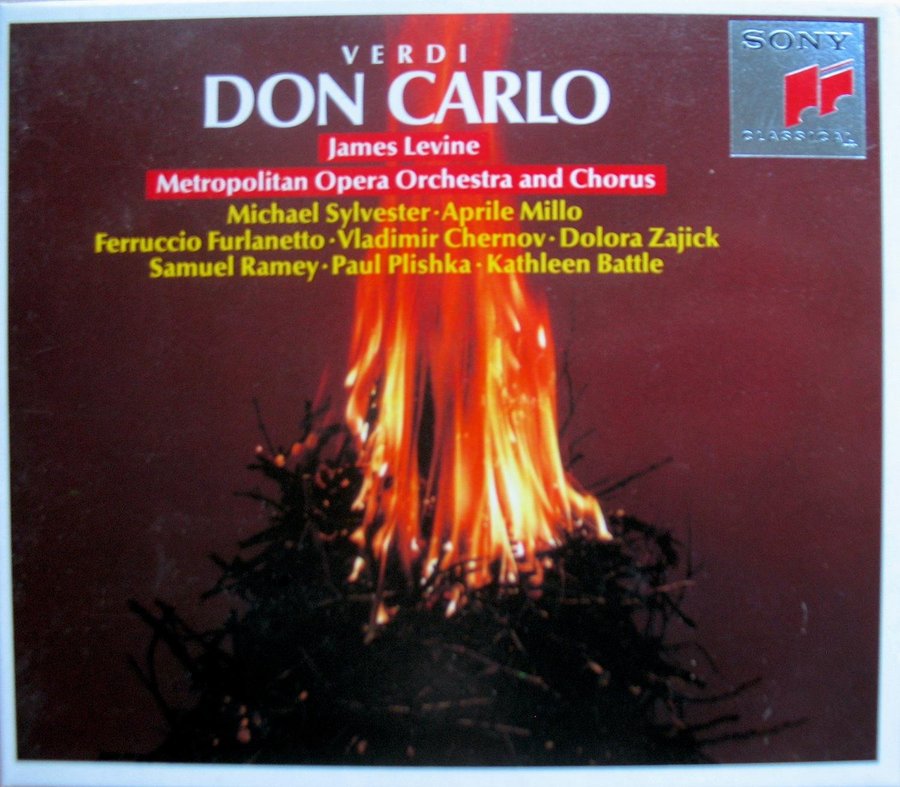 VERDI
DON CARLO
James Levine
Metropolitan Opera Orchestra and Chorus
Michael Sylvester · Aprile Millo
Ferruccio Furlanetto · Vladimir Chernov · Dolora Zajick
Samuel Ramey · Paul Plishka · Kathleen Battle
SONY
CLASSICAL